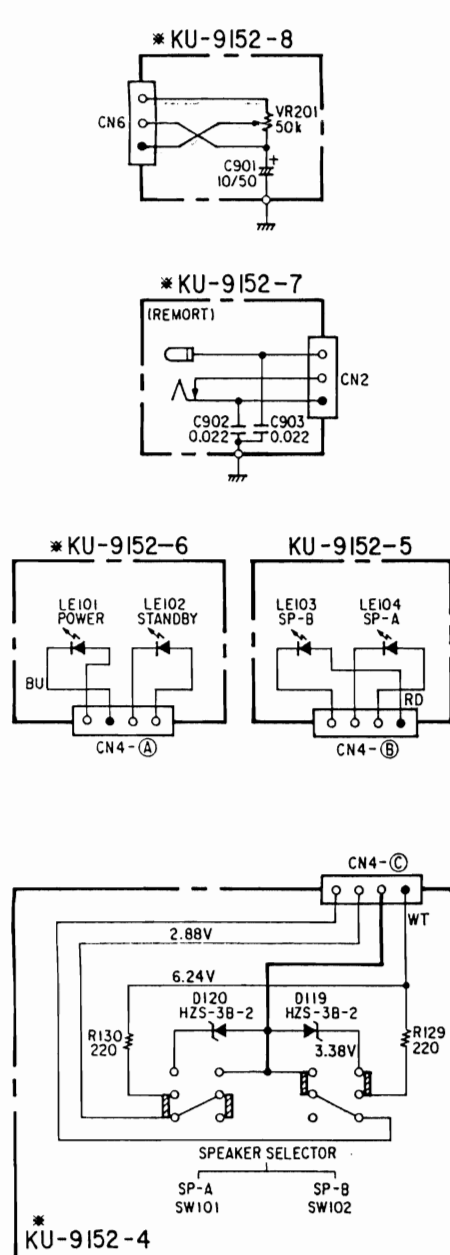 ※KU-9152-8
CN6
VR201
50k
C901
10/50
+
※KU-9152-7
(REMORT)
CN2
C902
0.022
C903
0.022
※KU-9152-6
LE101
POWER
LE102
STANDBY
BU
CN4-Ⓐ
KU-9152-5
LE103
SP-B
LE104
SP-A
RD
CN4-Ⓑ
CN4-Ⓒ
WT
2.88V
6.24V
D120
HZS-3B-2
D119
HZS-3B-2
R130
220
3.38V
R129
220
SPEAKER SELECTOR
SP-A
SW101
SP-B
SW102
※
KU-9152-4